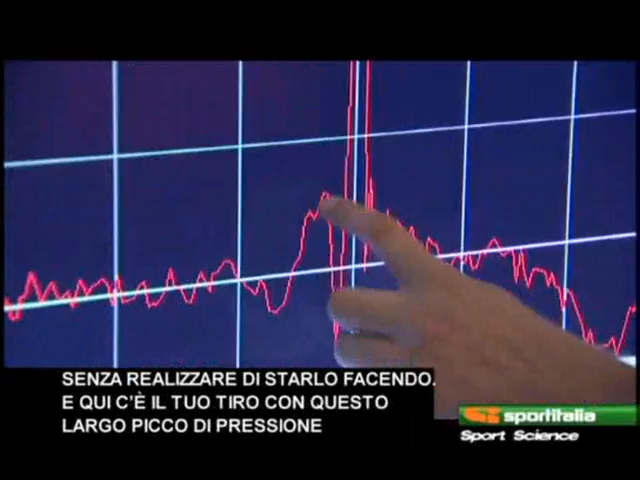 SENZA REALIZZARE DI STARLO FACENDO.
E QUI C'È IL TUO TIRO CON QUESTO
LARGO PICCO DI PRESSIONE
sportitalia
Sport Science